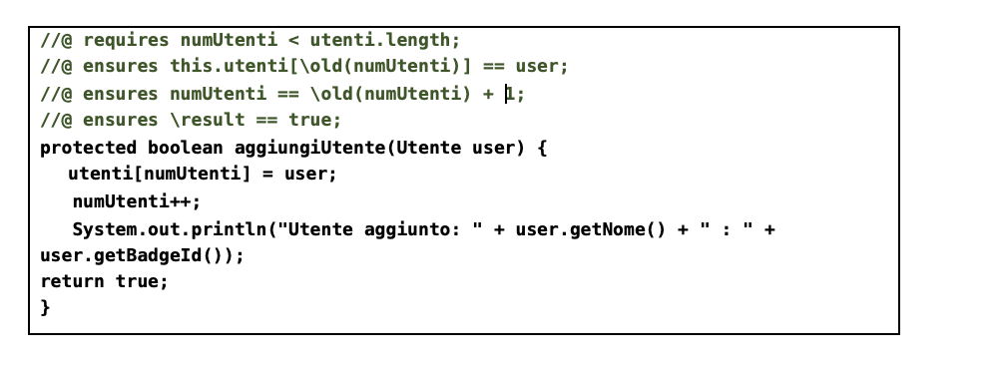 //@ requires numUtenti < utenti.length;
//@ ensures this.utenti[\old(numUtenti)] == user;
//@ ensures numUtenti == \old(numUtenti) + 1;
//@ ensures \result == true;
protected boolean aggiungiUtente(Utente user) {
utenti[numUtenti] = user;
numUtenti++;
System.out.println("Utente aggiunto: " + user.getNome() + " : " +
user.getBadgeId());
return true;
}